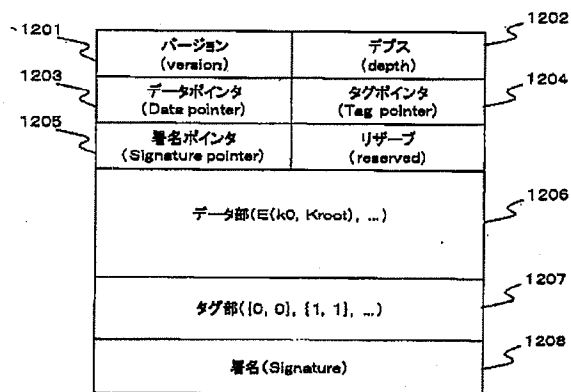 1201
バージョン
(version)
デプス
(depth)
1202
1203
データポインタ
(Data pointer)
タグポインタ
(Tag pointer)
1204
1205
署名ポインタ
(Signature pointer)
リザーブ
(reserved)
データ部(E(k0, Kroot), ...)
1206
タグ部({0, 0}, {1, 1}, ...)
1207
署名(Signature)
1208